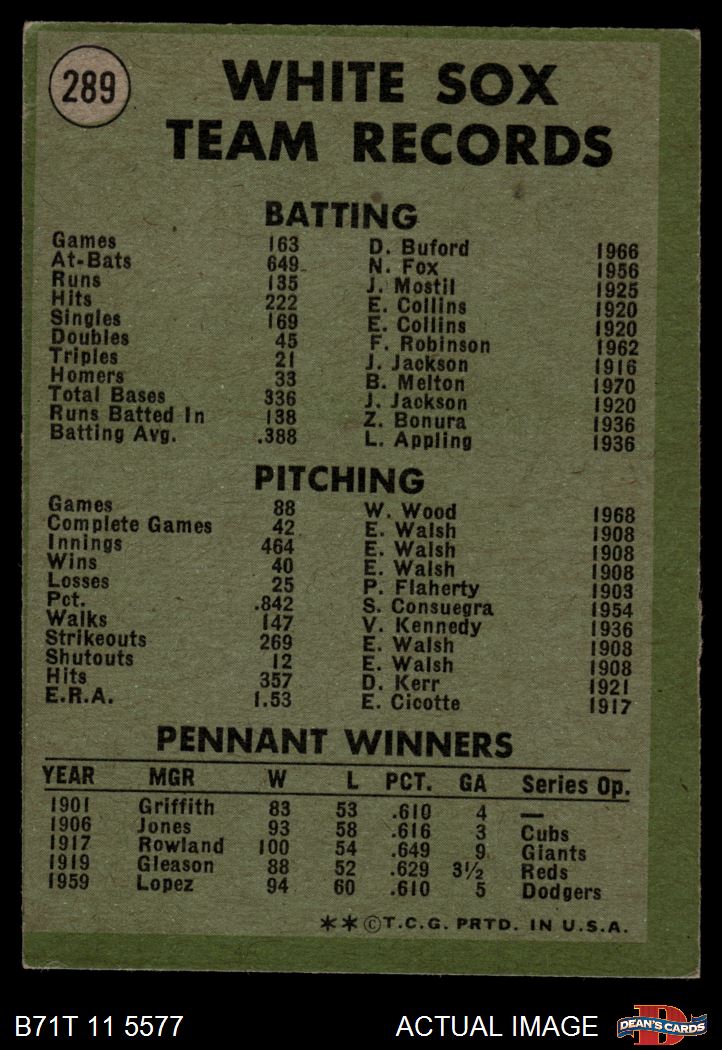 289
WHITE SOX
TEAM RECORDS
BATTING
Games 163 D. Buford 1966
At-Bats 649 N. Fox 1956
Runs 135 J. Mostil 1925
Hits 222 E. Collins 1920
Singles 169 E. Collins 1920
Doubles 45 F. Robinson 1962
Triples 21 J. Jackson 1916
Homers 33 B. Melton 1970
Total Bases 336 J. Jackson 1920
Runs Batted In 138 Z. Bonura 1936
Batting Avg. .388 L. Appling 1936
PITCHING
Games 88 W. Wood 1968
Complete Games 42 E. Walsh 1908
Innings 464 E. Walsh 1908
Wins 40 E. Walsh 1908
Losses 25 P. Flaherty 1903
Pct. .842 S. Consuegra 1954
Walks 147 V. Kennedy 1936
Strikeouts 269 E. Walsh 1908
Shutouts 12 E. Walsh 1908
Hits 357 D. Kerr 1921
E.R.A. 1.53 E. Cicotte 1917
PENNANT WINNERS
YEAR MGR W L PCT. GA Series Op.
1901 Griffith 83 53 .610 4 —
1906 Jones 93 58 .616 3 Cubs
1917 Rowland 100 54 .649 9 Giants
1919 Gleason 88 52 .629 3½ Reds
1959 Lopez 94 60 .610 5 Dodgers
**©T.C.G. PRTD. IN U.S.A.
B71T 11 5577 ACTUAL IMAGE D DEAN'S CARDS